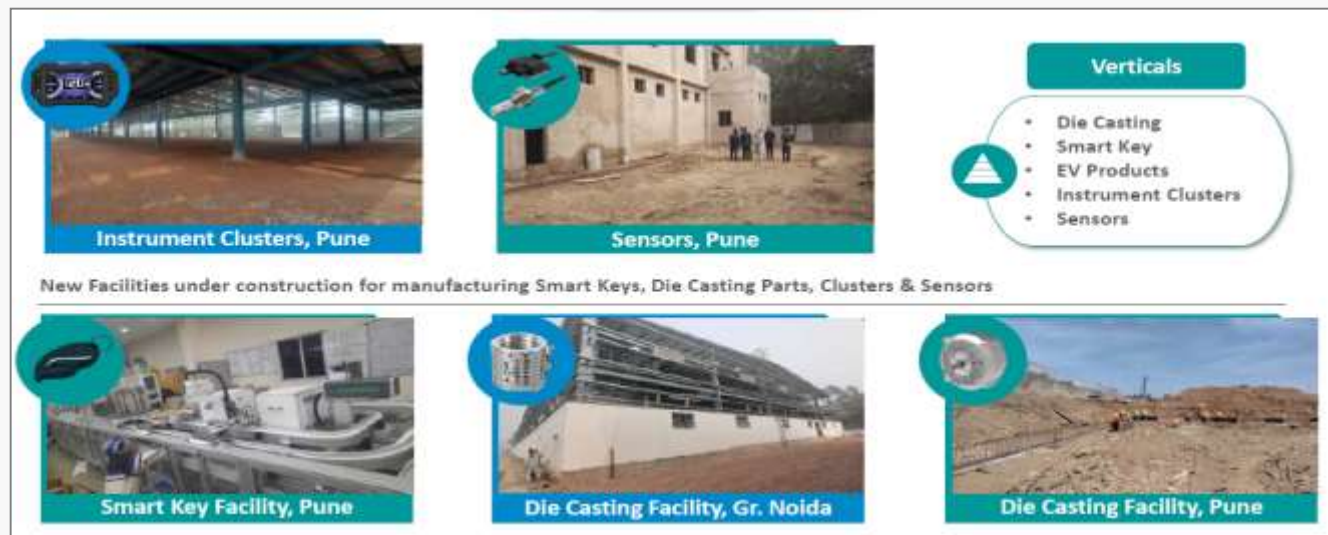 Verticals
• Die Casting
• Smart Key
• EV Products
• Instrument Clusters
• Sensors
Instrument Clusters, Pune
Sensors, Pune
New Facilities under construction for manufacturing Smart Keys, Die Casting Parts, Clusters & Sensors
Smart Key Facility, Pune
Die Casting Facility, Gr. Noida
Die Casting Facility, Pune